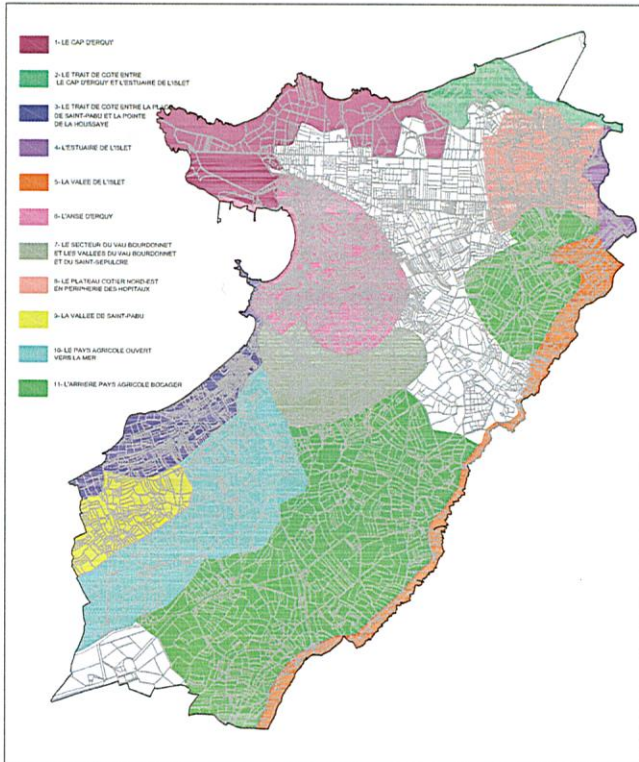 1- LE CAP D'ERQUY
2- LE TRAIT DE COTE ENTRE
LE CAP D'ERQUY ET L'ESTUAIRE DE L'ISLET
3- LE TRAIT DE COTE ENTRE LA PLAGE
DE SAINT-PABU ET LA POINTE
DE LA HOUSSAYE
4- L'ESTUAIRE DE L'ISLET
5- LA VALEE DE L'ISLET
6- L'ANSE D'ERQUY
7- LE SECTEUR DU VAU BOURDONNET
ET LES VALLEES DU VAU BOURDONNET
ET DU SAINT-SEPULCRE
8- LE PLATEAU COTIER NORD-EST
EN PERIPHERIE DES HOPITAUX
9- LA VALLEE DE SAINT-PABU
10- LE PAYS AGRICOLE OUVERT
VERS LA MER
11- L'ARRIERE PAYS AGRICOLE BOCAGER